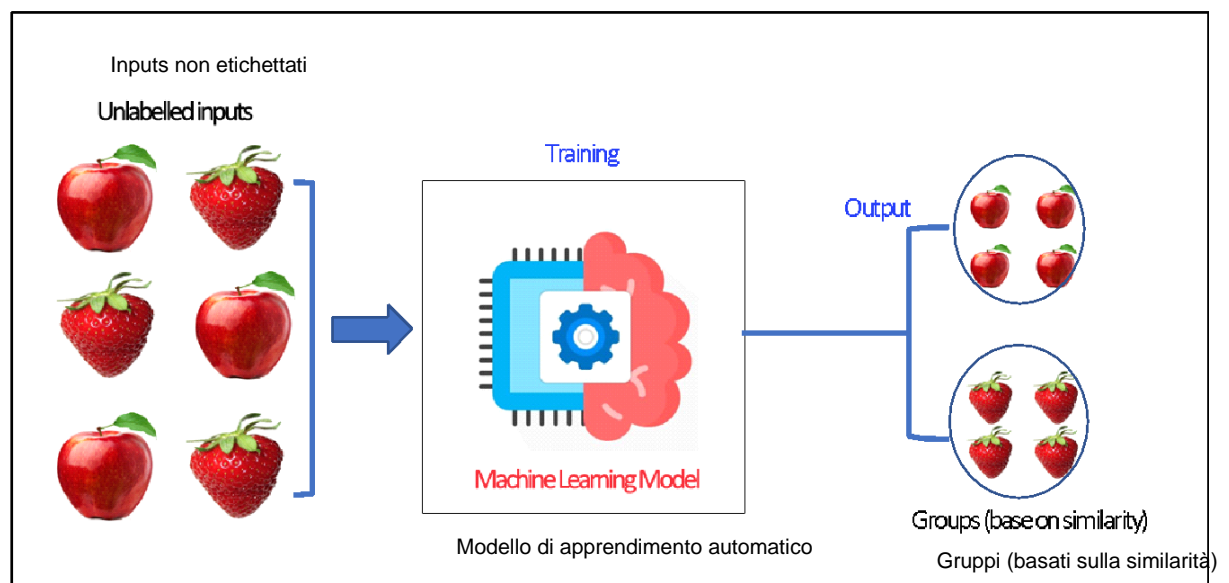 Inputs non etichettati
Unlabelled inputs
Training
Output
Machine Learning Model
Modello di apprendimento automatico
Groups (base on similarity)
Gruppi (basati sulla similarità)